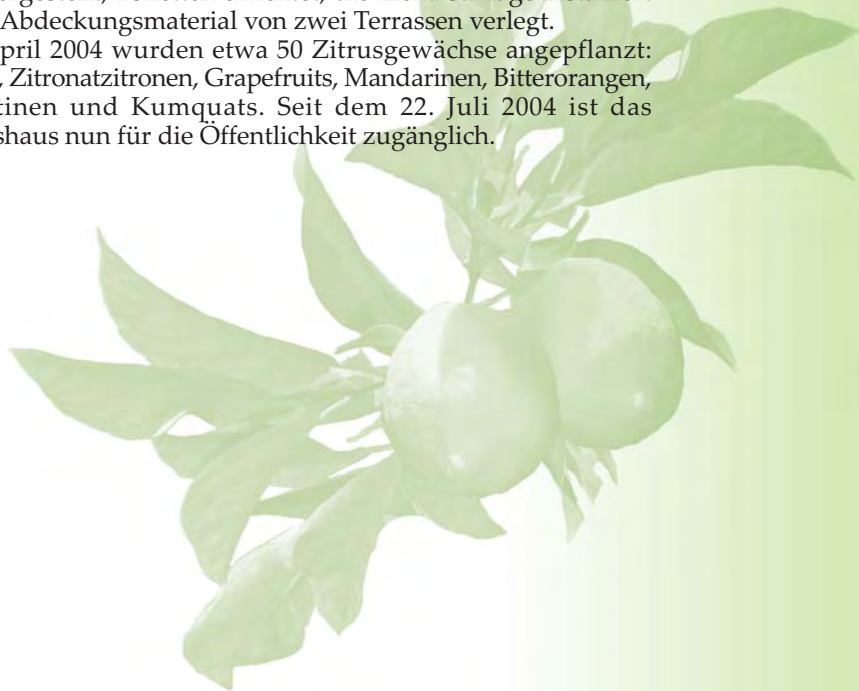 Abdeckungsmaterial von zwei Terrassen verlegt.
pril 2004 wurden etwa 50 Zitrusgewächse angepflanzt:
, Zitronatzitronen, Grapefruits, Mandarinen, Bitterorangen,
tinen und Kumquats. Seit dem 22. Juli 2004 ist das
shaus nun für die Öffentlichkeit zugänglich.